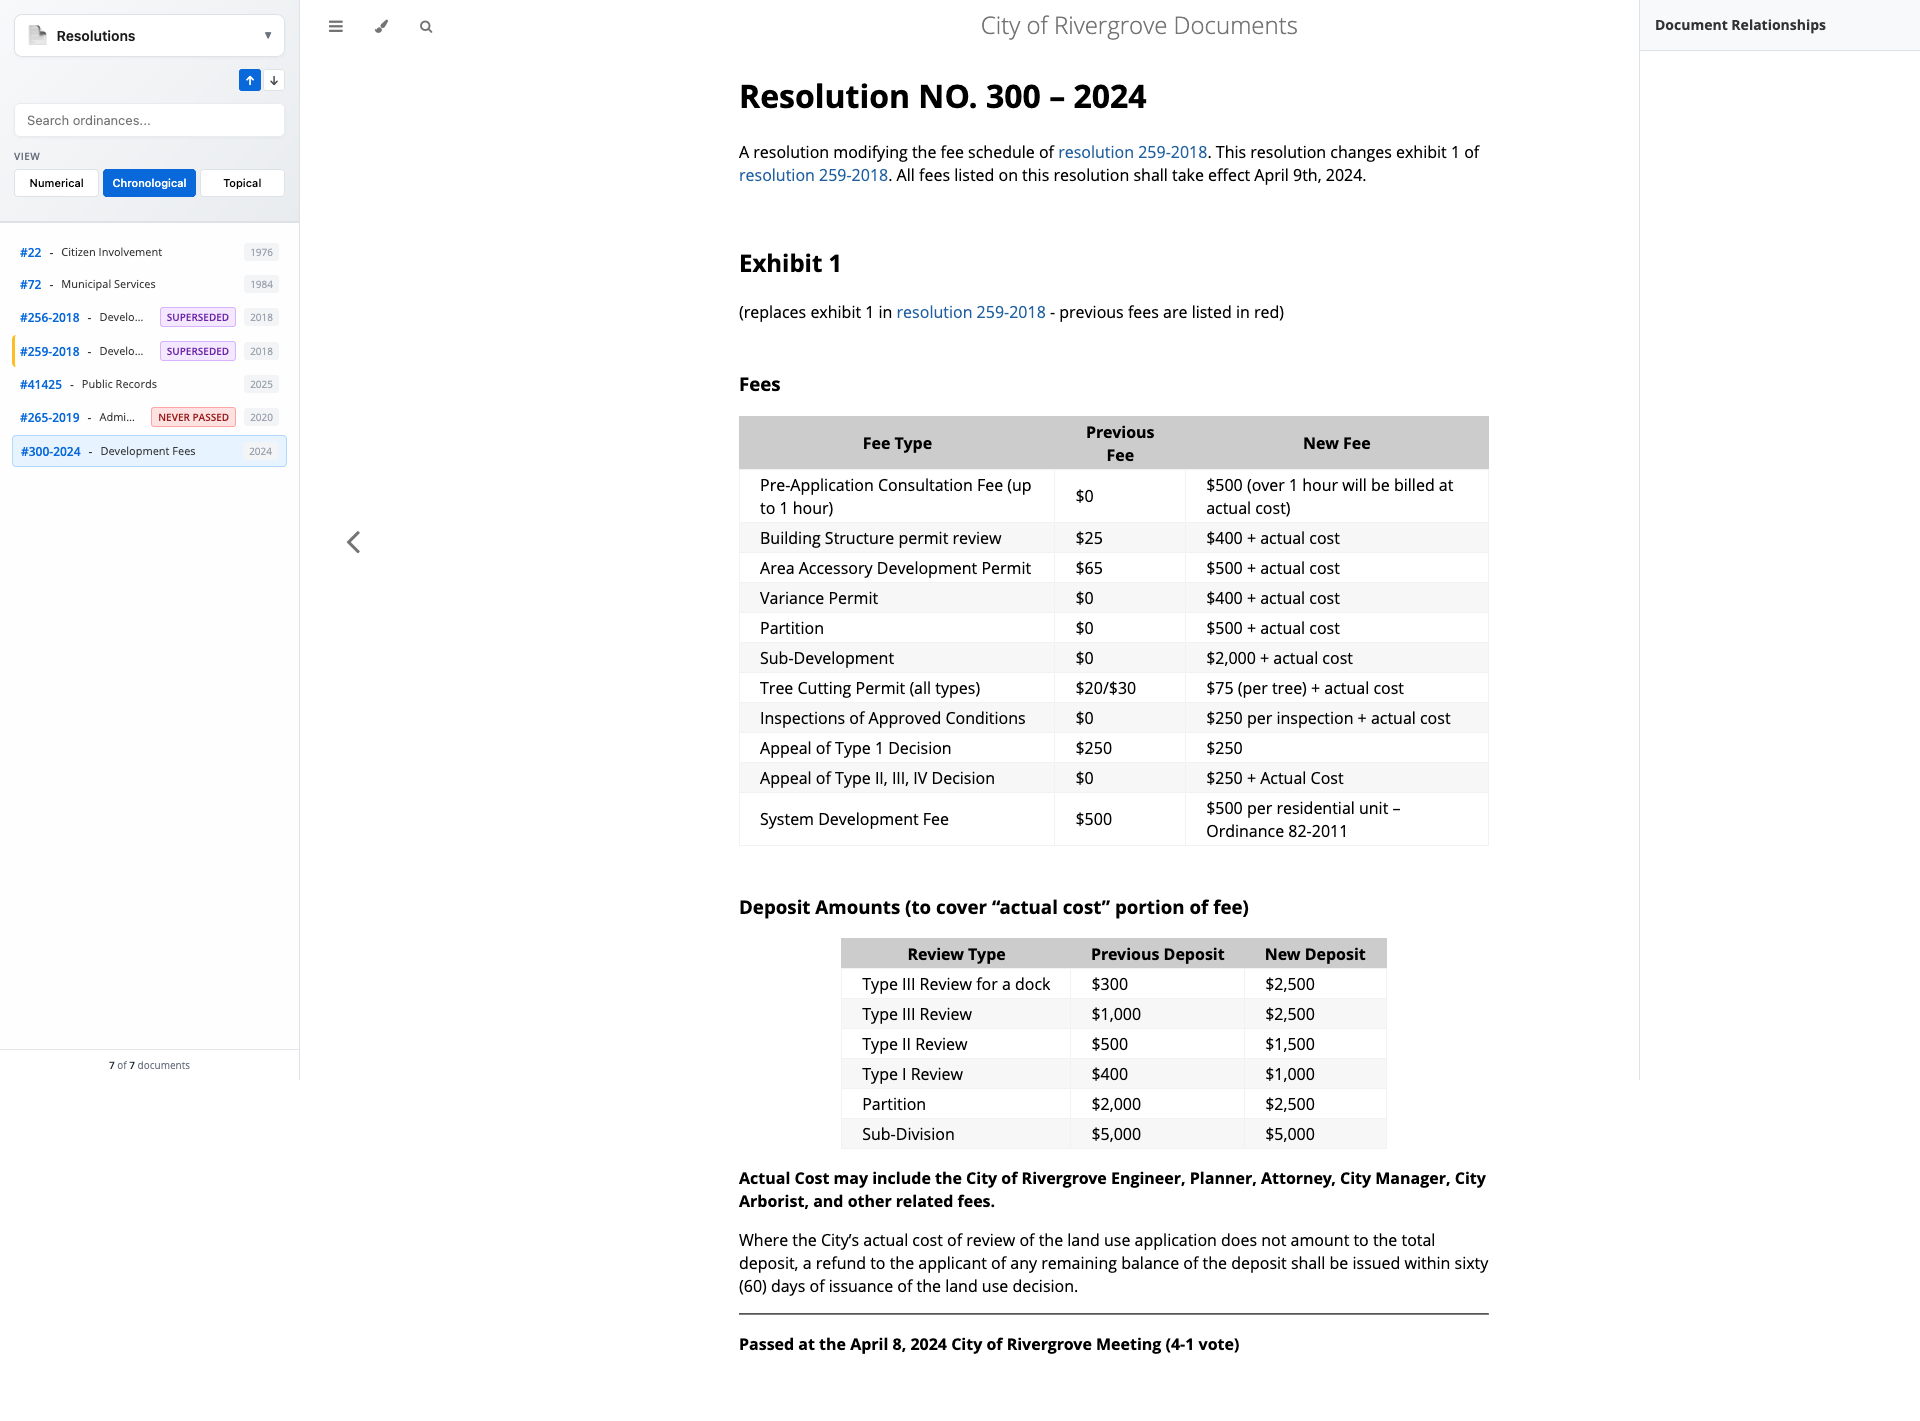 Resolutions
Search ordinances...
VIEW
Numerical Chronological Topical
#22 - Citizen Involvement 1976
#72 - Municipal Services 1984
#256-2018 - Develo... SUPERSEDED 2018
#259-2018 - Develo... SUPERSEDED 2018
#41425 - Public Records 2025
#265-2019 - Admi... NEVER PASSED 2020
#300-2024 - Development Fees 2024
7 of 7 documents
City of Rivergrove Documents
Resolution NO. 300 – 2024
A resolution modifying the fee schedule of resolution 259-2018. This resolution changes exhibit 1 of
resolution 259-2018. All fees listed on this resolution shall take effect April 9th, 2024.
Exhibit 1
(replaces exhibit 1 in resolution 259-2018 - previous fees are listed in red)
Fees
Fee Type Previous Fee New Fee
Pre-Application Consultation Fee (up to 1 hour) $0 $500 (over 1 hour will be billed at actual cost)
Building Structure permit review $25 $400 + actual cost
Area Accessory Development Permit $65 $500 + actual cost
Variance Permit $0 $400 + actual cost
Partition $0 $500 + actual cost
Sub-Development $0 $2,000 + actual cost
Tree Cutting Permit (all types) $20/$30 $75 (per tree) + actual cost
Inspections of Approved Conditions $0 $250 per inspection + actual cost
Appeal of Type 1 Decision $250 $250
Appeal of Type II, III, IV Decision $0 $250 + Actual Cost
System Development Fee $500 $500 per residential unit – Ordinance 82-2011
Deposit Amounts (to cover “actual cost” portion of fee)
Review Type Previous Deposit New Deposit
Type III Review for a dock $300 $2,500
Type III Review $1,000 $2,500
Type II Review $500 $1,500
Type I Review $400 $1,000
Partition $2,000 $2,500
Sub-Division $5,000 $5,000
Actual Cost may include the City of Rivergrove Engineer, Planner, Attorney, City Manager, City
Arborist, and other related fees.
Where the City’s actual cost of review of the land use application does not amount to the total
deposit, a refund to the applicant of any remaining balance of the deposit shall be issued within sixty
(60) days of issuance of the land use decision.
Passed at the April 8, 2024 City of Rivergrove Meeting (4-1 vote)
Document Relationships